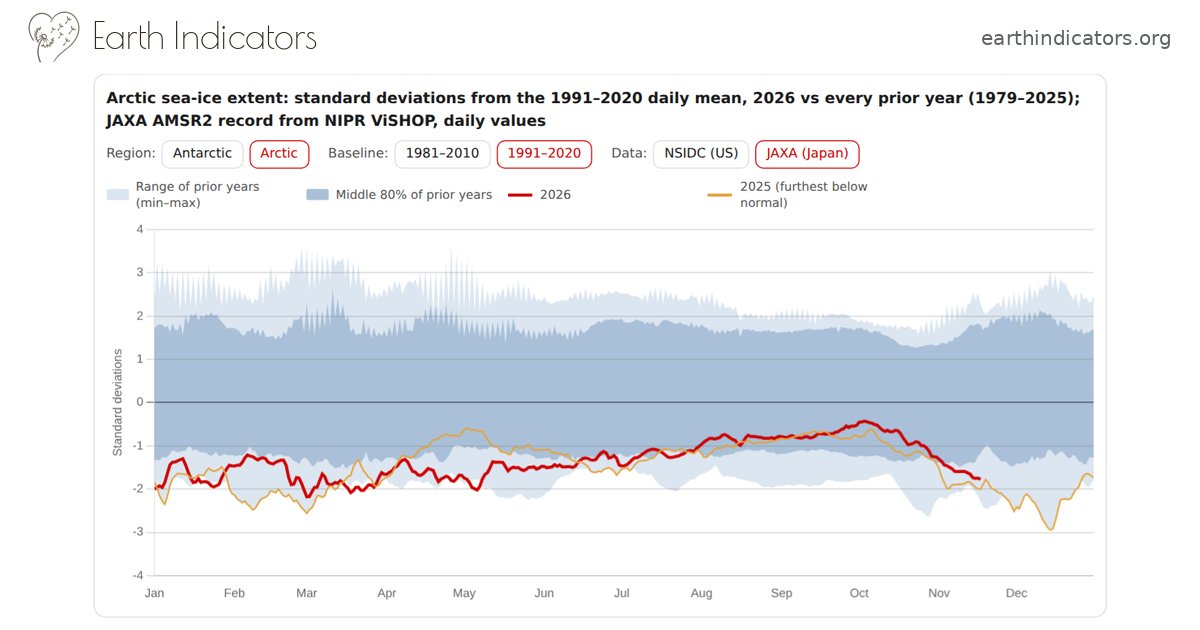 Earth Indicators
earthindicators.org
Arctic sea-ice extent: standard deviations from the 1991–2020 daily mean, 2026 vs every prior year (1979–2025);
JAXA AMSR2 record from NIPR ViSHOP, daily values
Region: Antarctic Arctic Baseline: 1981–2010 1991–2020 Data: NSIDC (US) JAXA (Japan)
Range of prior years
(min–max)
Middle 80% of prior years
2026
2025 (furthest below
normal)
Standard deviations
4
3
2
1
0
-1
-2
-3
-4
Jan Feb Mar Apr May Jun Jul Aug Sep Oct Nov Dec